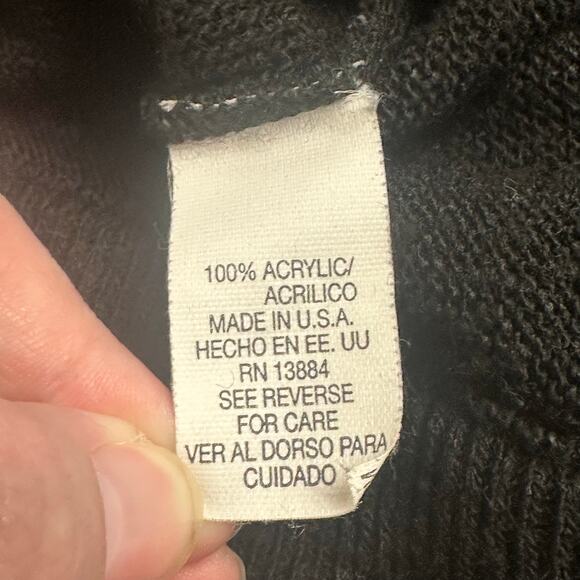 100% ACRYLIC/
ACRILICO
MADE IN U.S.A.
HECHO EN EE. UU
RN 13884
SEE REVERSE
FOR CARE
VER AL DORSO PARA
CUIDADO